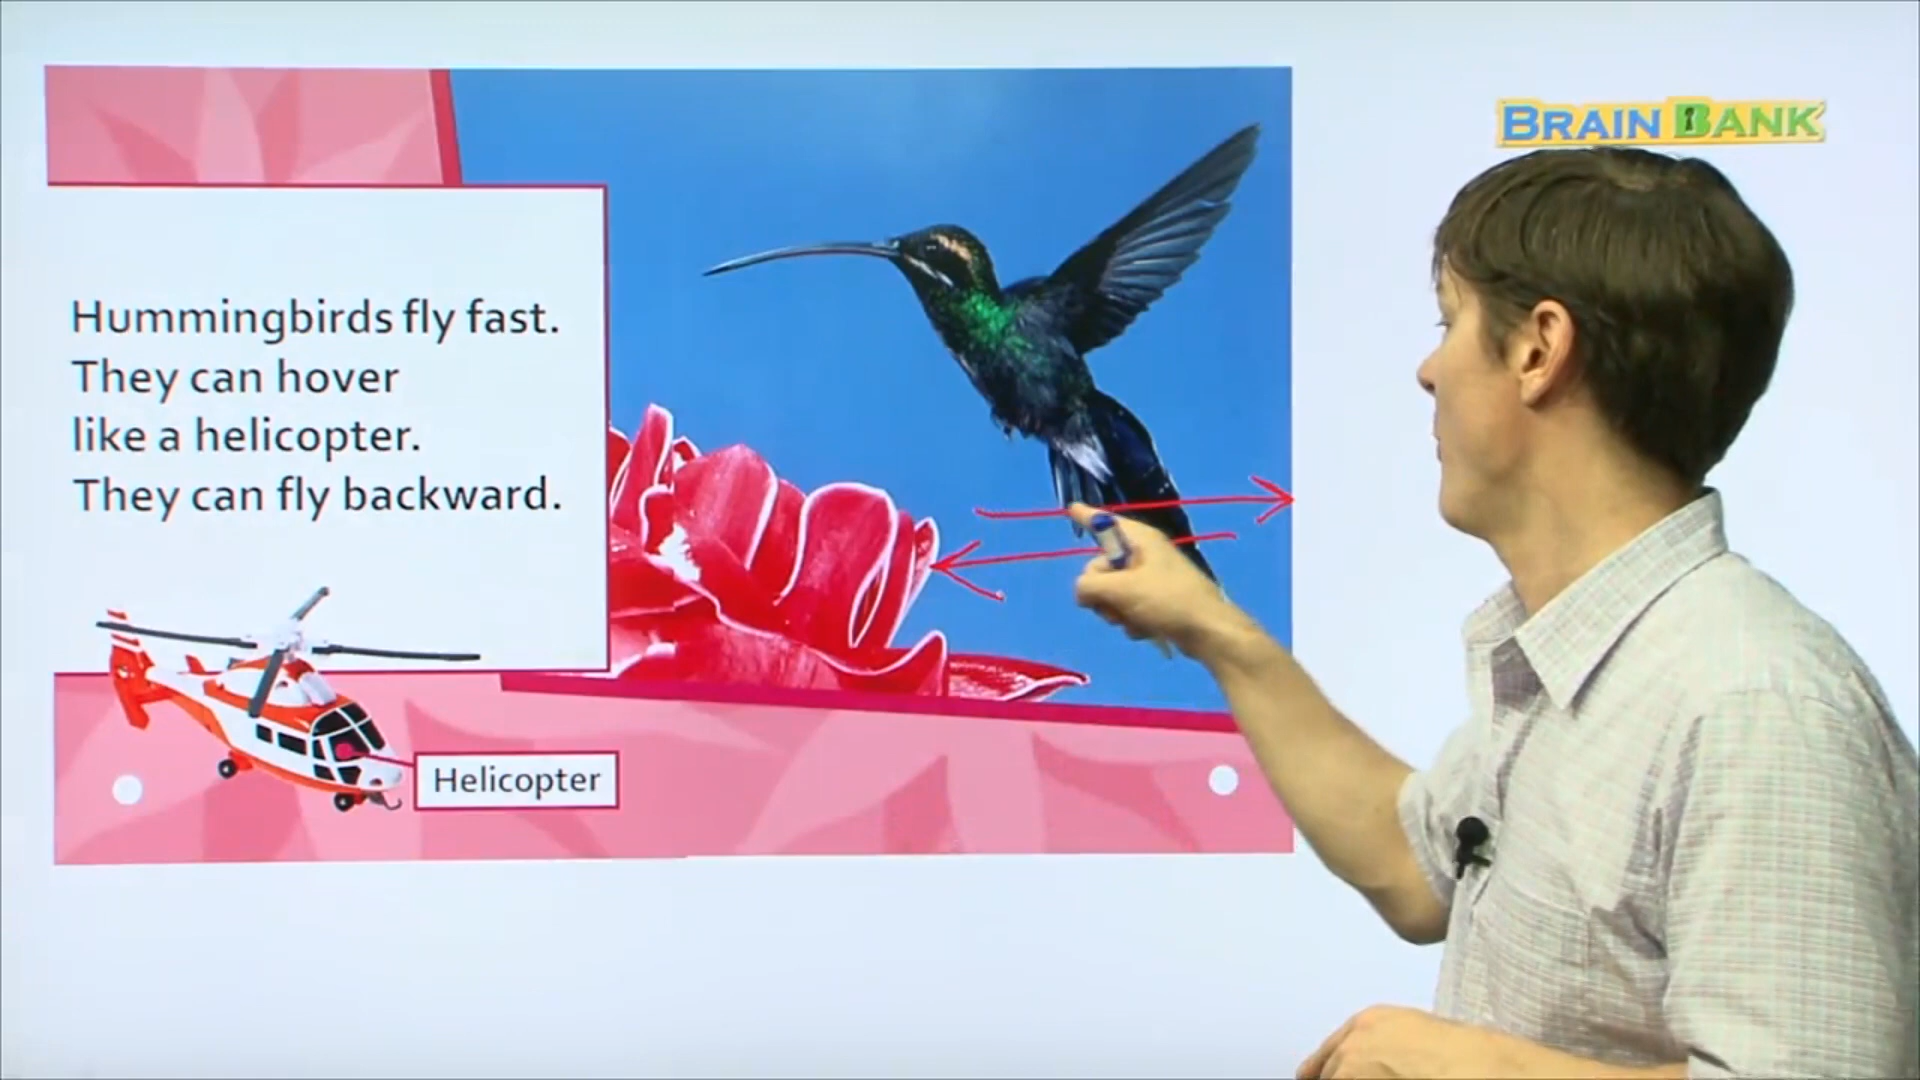 BRAIN BANK
Hummingbirds fly fast.
They can hover
like a helicopter.
They can fly backward.
Helicopter